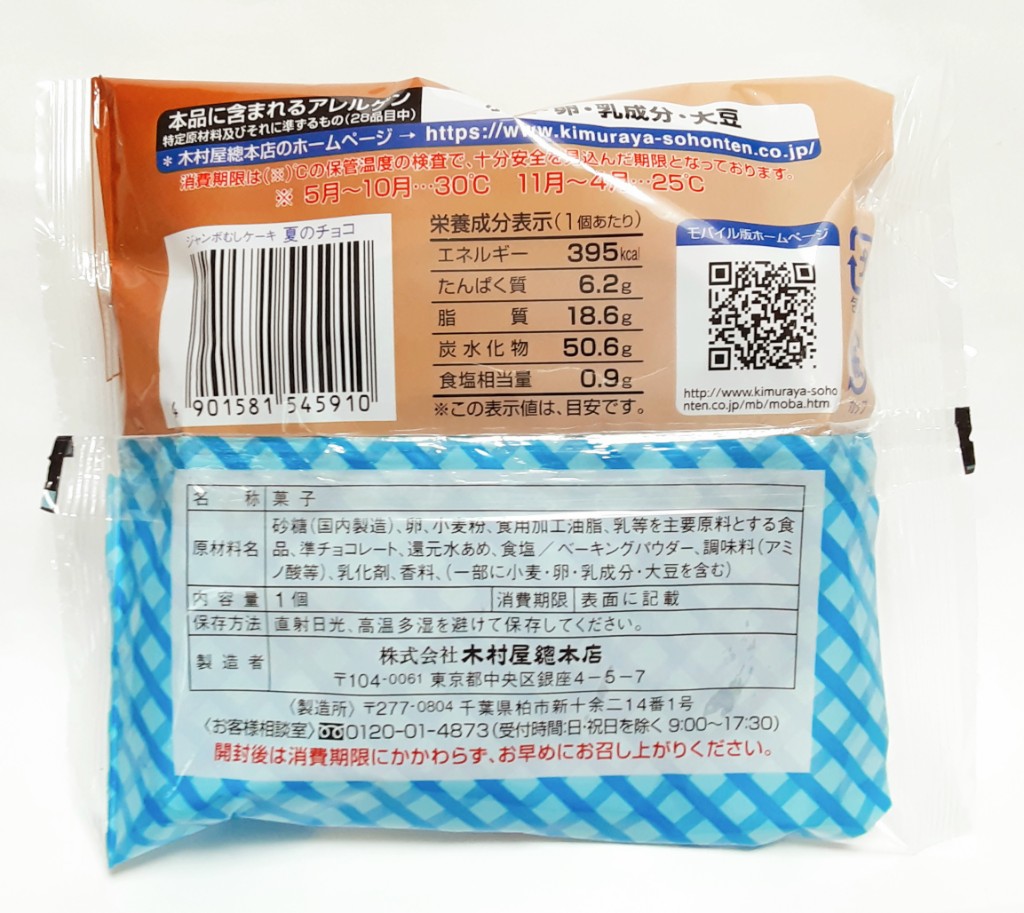 本品に含まれるアレルゲン
特定原材料及びそれに準ずるもの(28品目中)
卵・乳成分・大豆
＊木村屋總本店のホームページ → https://www.kimuraya-sohonten.co.jp/
消費期限は(※)℃の保管温度の検査で、十分安全を見込んだ期限となっております。
※ 5月〜10月…30℃ 11月〜4月…25℃
ジャンボむしケーキ 夏のチョコ
4 901581 545910
栄養成分表示(1個あたり)
エネルギー 395kcal
たんぱく質 6.2g
脂質 18.6g
炭水化物 50.6g
食塩相当量 0.9g
※この表示値は、目安です。
モバイル版ホームページ
http://www.kimuraya-soho
nten.co.jp/mb/moba.htm
名称 菓子
原材料名 砂糖(国内製造)、卵、小麦粉、食用加工油脂、乳等を主要原料とする食
品、準チョコレート、還元水あめ、食塩／ベーキングパウダー、調味料(アミ
ノ酸等)、乳化剤、香料、(一部に小麦・卵・乳成分・大豆を含む)
内容量 1個 消費期限 表面に記載
保存方法 直射日光、高温多湿を避けて保存してください。
製造者 株式会社木村屋總本店
〒104-0061 東京都中央区銀座4-5-7
〈製造所〉〒277-0804 千葉県柏市新十余二14番1号
〈お客様相談室〉0120-01-4873(受付時間:日・祝日を除く 9:00〜17:30)
開封後は消費期限にかかわらず、お早めにお召し上がりください。